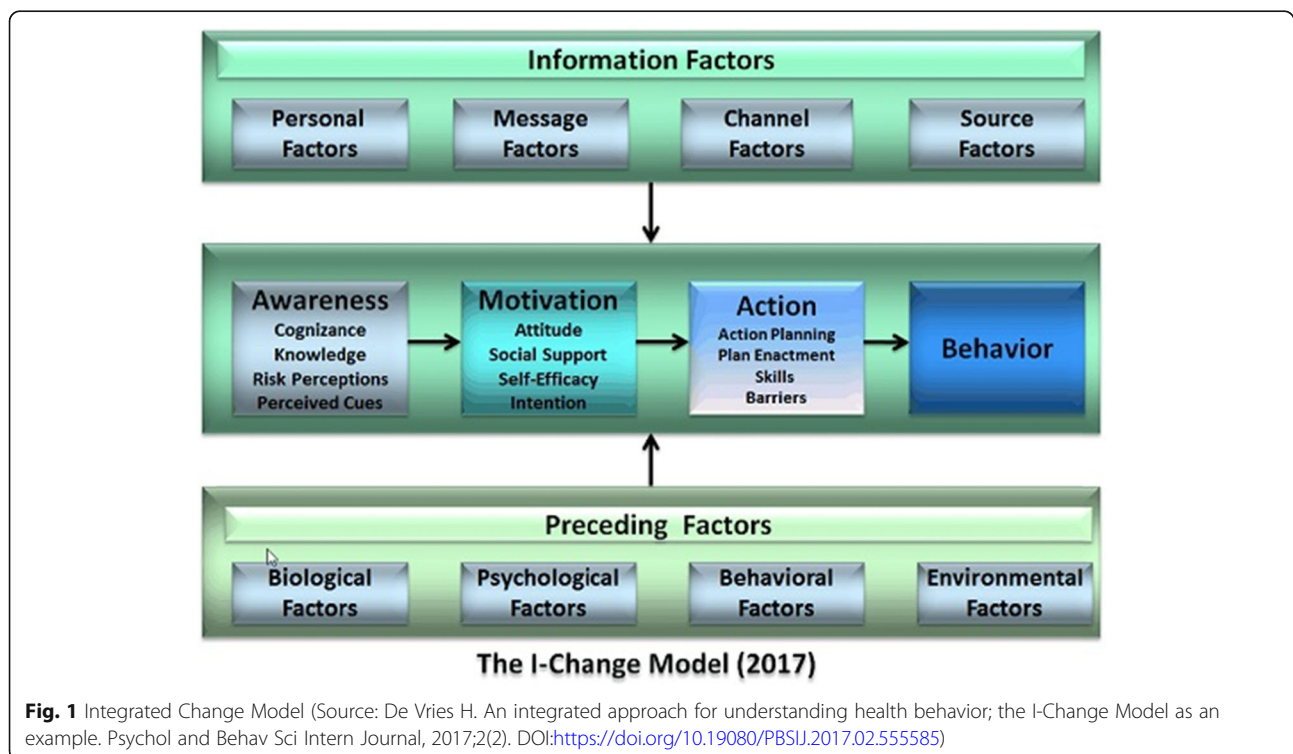 Information Factors
Personal
Factors
Message
Factors
Channel
Factors
Source
Factors
Awareness
Cognizance
Knowledge
Risk Perceptions
Perceived Cues
Motivation
Attitude
Social Support
Self-Efficacy
Intention
Action
Action Planning
Plan Enactment
Skills
Barriers
Behavior
Preceding Factors
Biological
Factors
Psychological
Factors
Behavioral
Factors
Environmental
Factors
The I-Change Model (2017)
Fig. 1 Integrated Change Model (Source: De Vries H. An integrated approach for understanding health behavior; the I-Change Model as an
example. Psychol and Behav Sci Intern Journal, 2017;2(2). DOI:https://doi.org/10.19080/PBSIJ.2017.02.555585)